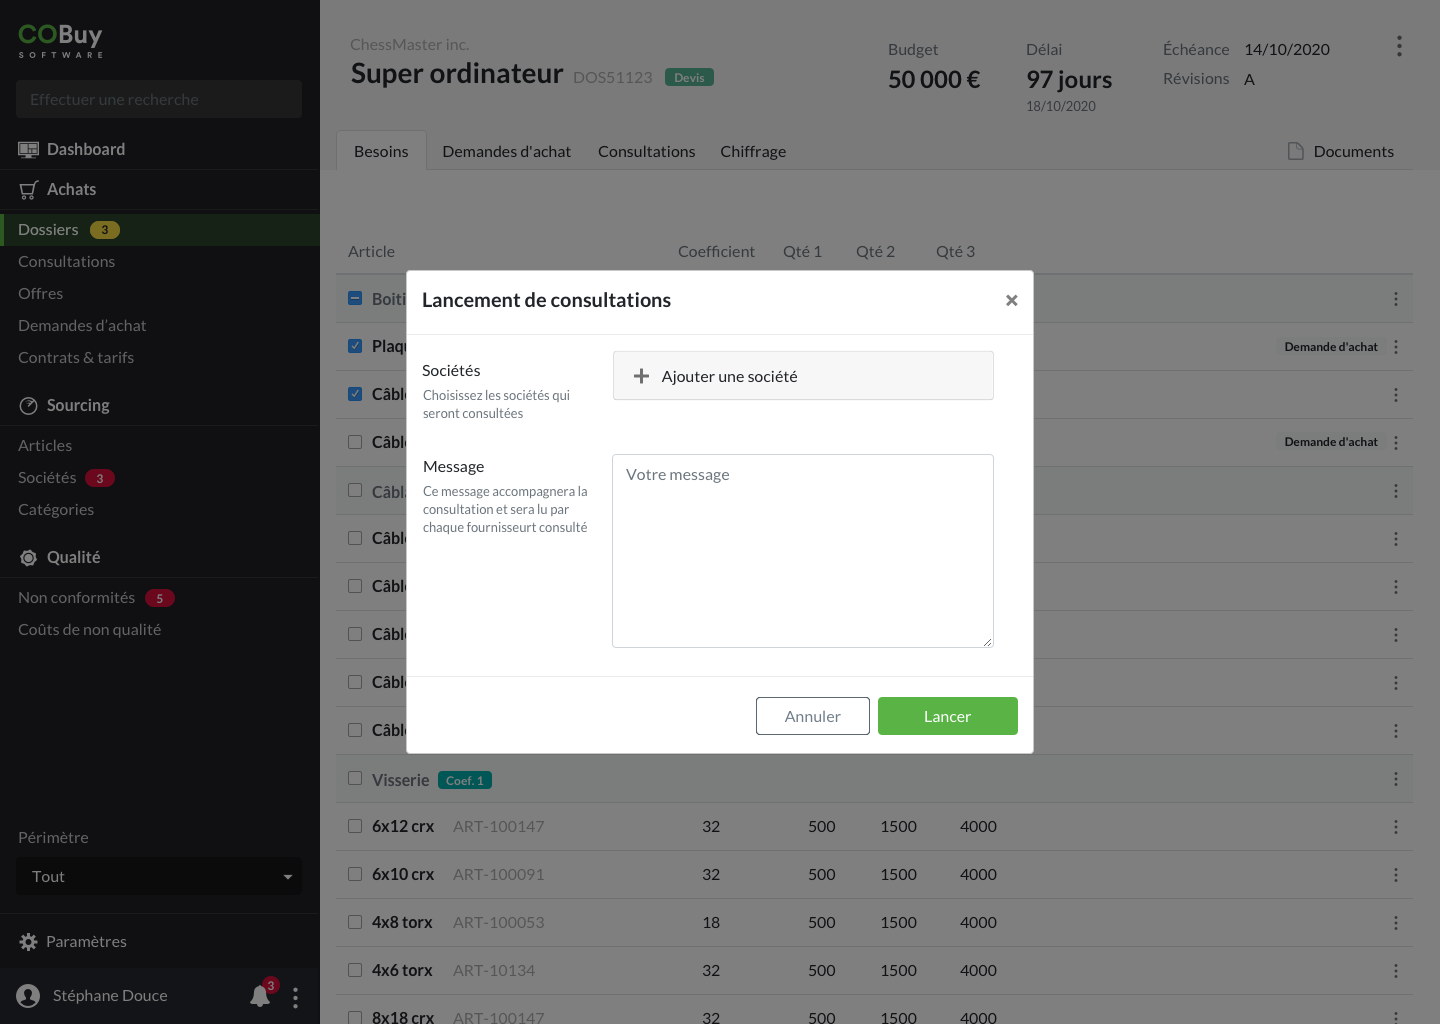 COBuy
SOFTWARE
Effectuer une recherche
Dashboard
Achats
Dossiers 3
Consultations
Offres
Demandes d'achat
Contrats & tarifs
Sourcing
Articles
Sociétés 3
Catégories
Qualité
Non conformités 5
Coûts de non qualité
Périmètre
Tout
Paramètres
Stéphane Douce 3
ChessMaster inc.
Super ordinateur DOS51123 Devis
Budget
50 000 €
Délai
97 jours
18/10/2020
Échéance 14/10/2020
Révisions A
Besoins Demandes d'achat Consultations Chiffrage Documents
Article Coefficient Qté 1 Qté 2 Qté 3
Boiti
Plaq Demande d'achat
Câbl
Câbl Demande d'achat
Câbl
Câbl
Câbl
Câbl
Câbl
Câbl
Lancement de consultations ×
Sociétés
Choisissez les sociétés qui
seront consultées
Ajouter une société
Message
Ce message accompagnera la
consultation et sera lu par
chaque fournisseurt consulté
Votre message
Annuler Lancer
Visserie Coef. 1
6x12 crx ART-100147 32 500 1500 4000
6x10 crx ART-100091 32 500 1500 4000
4x8 torx ART-100053 18 500 1500 4000
4x6 torx ART-10134 32 500 1500 4000
8x18 crx ART-100147 32 500 1500 4000